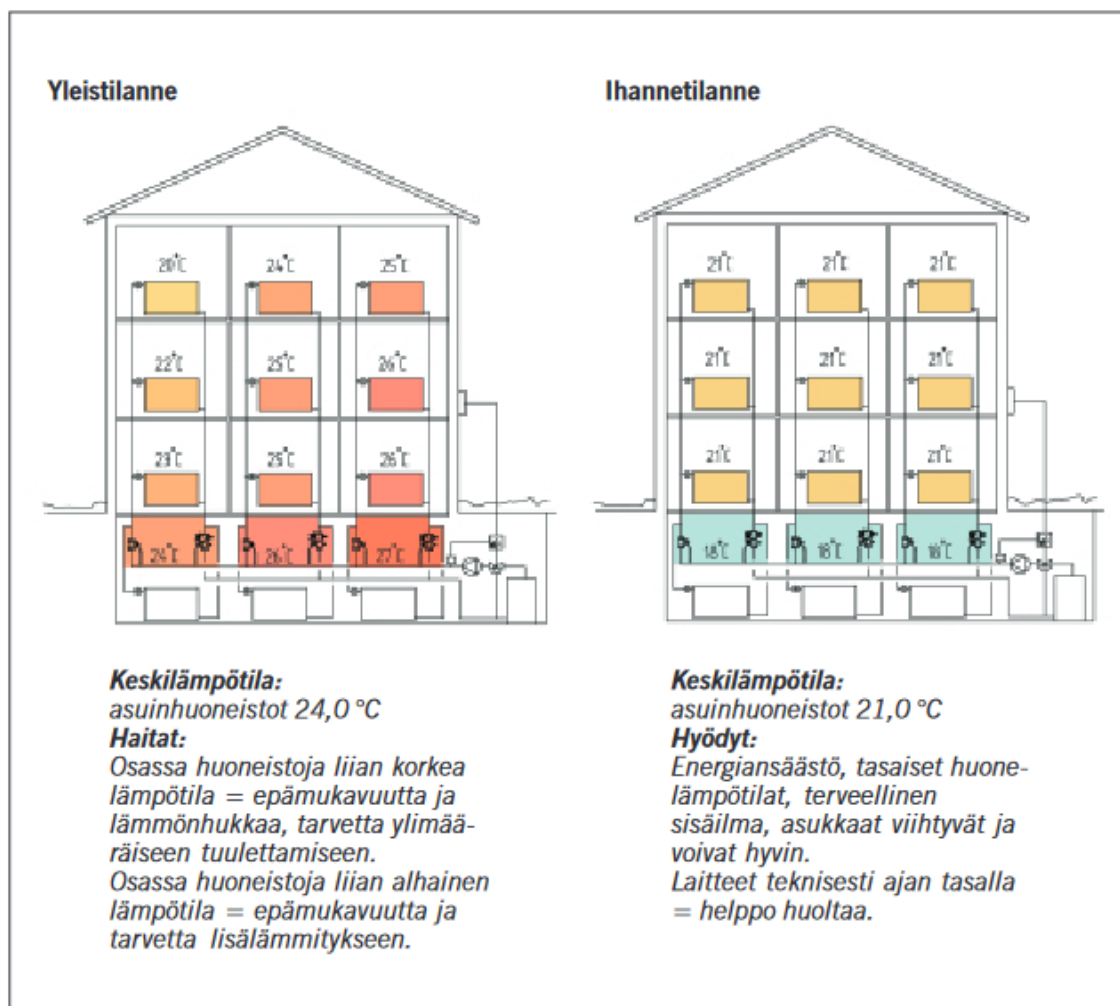 Yleistilanne
20°C 24°C 25°C
22°C 25°C 26°C
23°C 25°C 26°C
24°C 26°C 27°C
Keskilämpötila:
asuinhuoneistot 24,0 °C
Haitat:
Osassa huoneistoja liian korkea
lämpötila = epämukavuutta ja
lämmönhukkaa, tarvetta ylimää-
räiseen tuulettamiseen.
Osassa huoneistoja liian alhainen
lämpötila = epämukavuutta ja
tarvetta lisälämmitykseen.
Ihannetilanne
21°C 21°C 21°C
21°C 21°C 21°C
21°C 21°C 21°C
18°C 18°C 18°C
Keskilämpötila:
asuinhuoneistot 21,0 °C
Hyödyt:
Energiansäästö, tasaiset huone-
lämpötilat, terveellinen
sisäilma, asukkaat viihtyvät ja
voivat hyvin.
Laitteet teknisesti ajan tasalla
= helppo huoltaa.